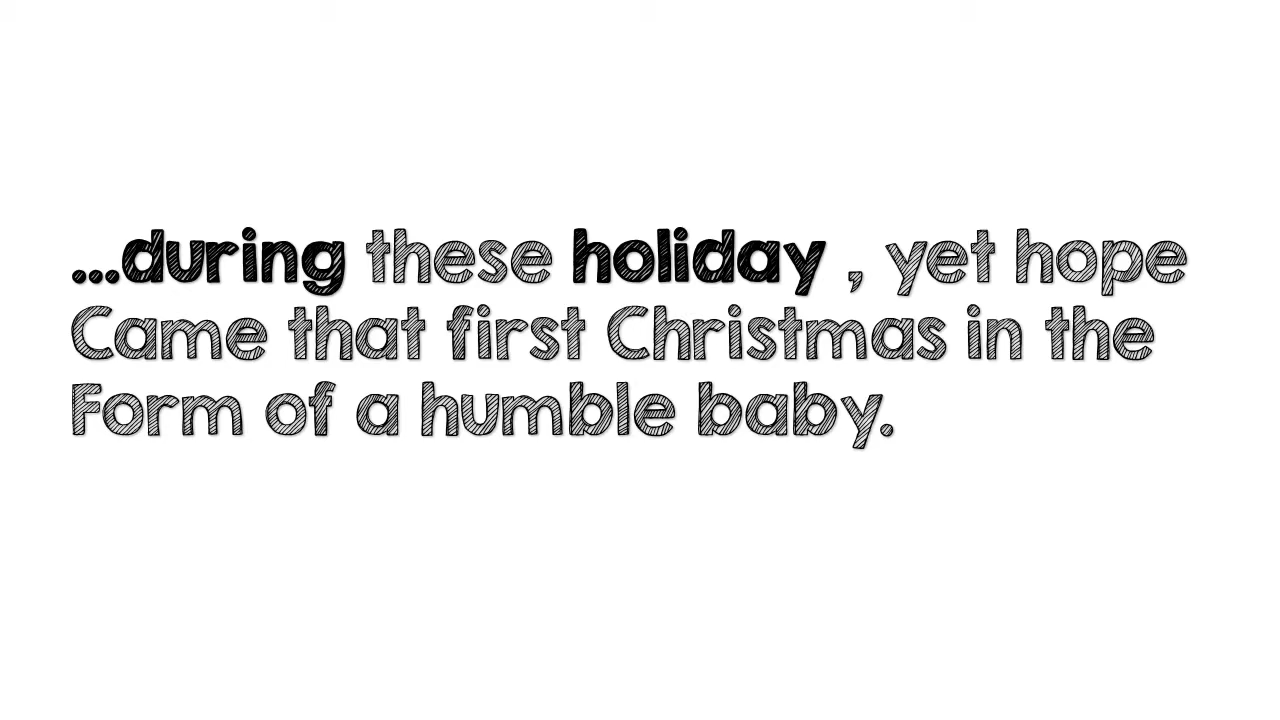 ...during these holiday , yet hope
Came that first Christmas in the
Form of a humble baby.